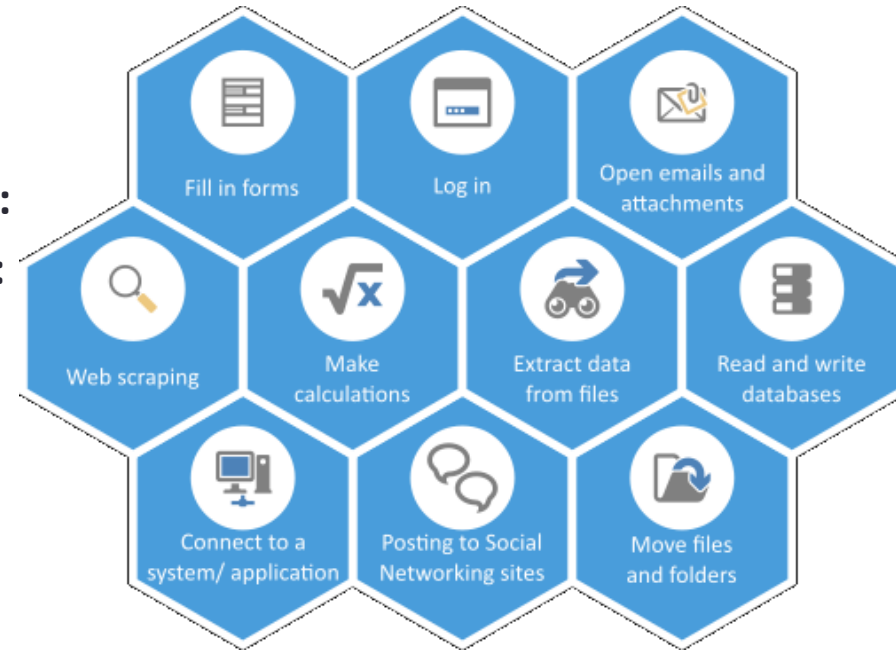 :
:
Fill in forms
Log in
Open emails and
attachments
Web scraping
√x
Make
calculations
Extract data
from files
Read and write
databases
Connect to a
system/ application
Posting to Social
Networking sites
Move files
and folders